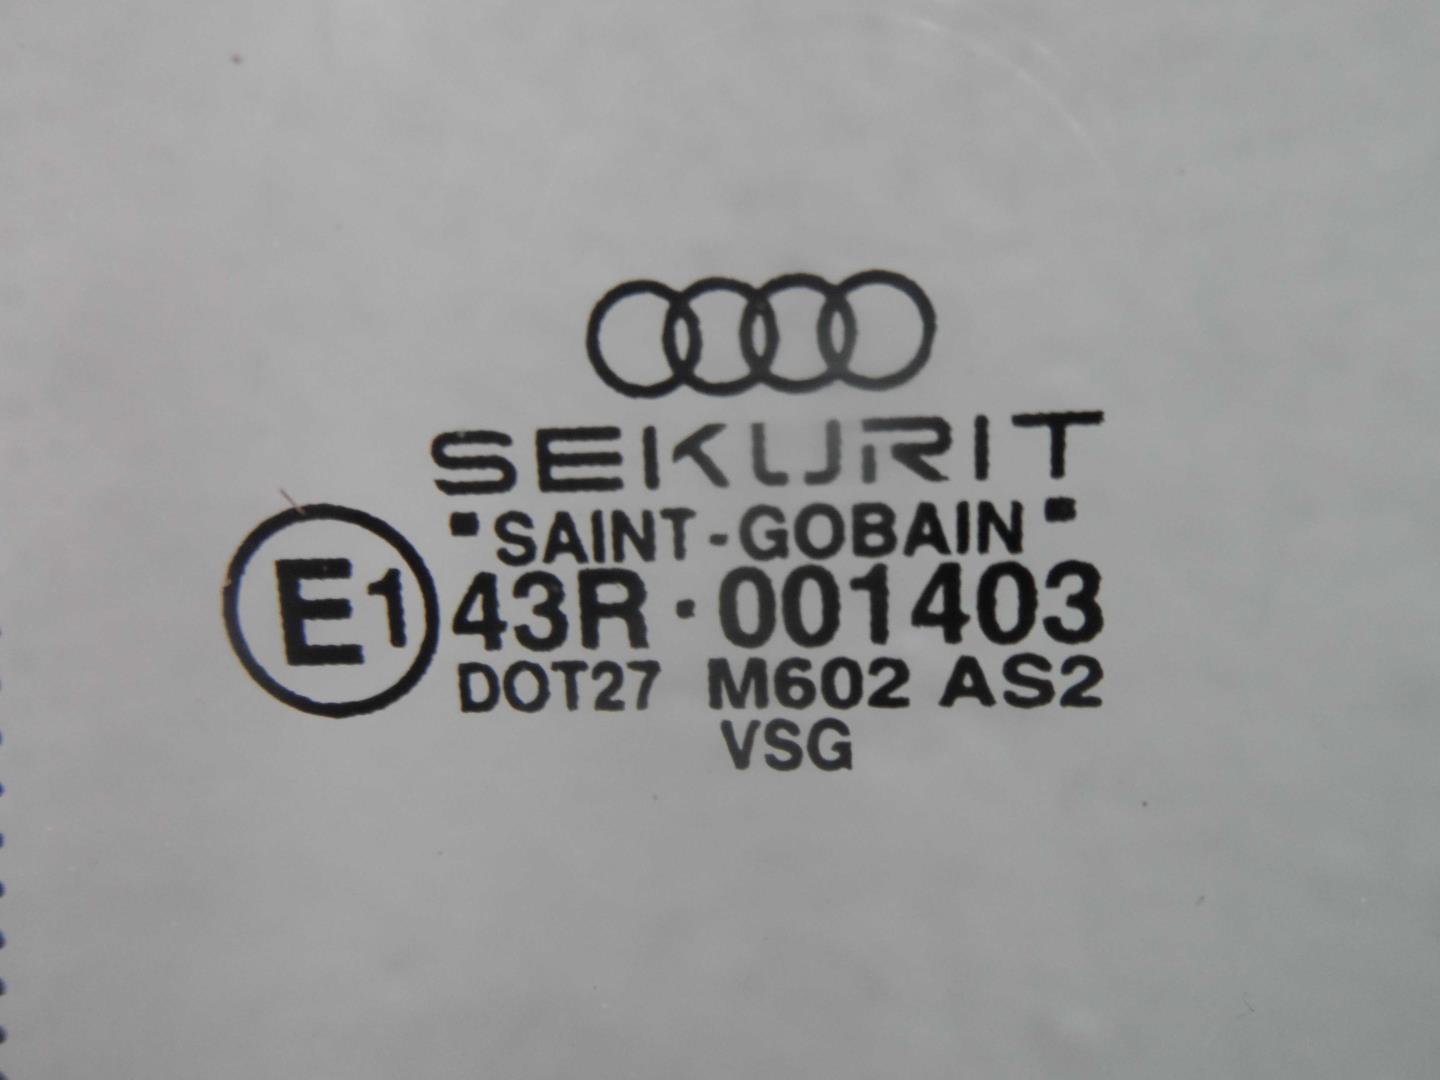 SEKURIT
"SAINT-GOBAIN"
E1 43R·001403
DOT27 M602 AS2
VSG